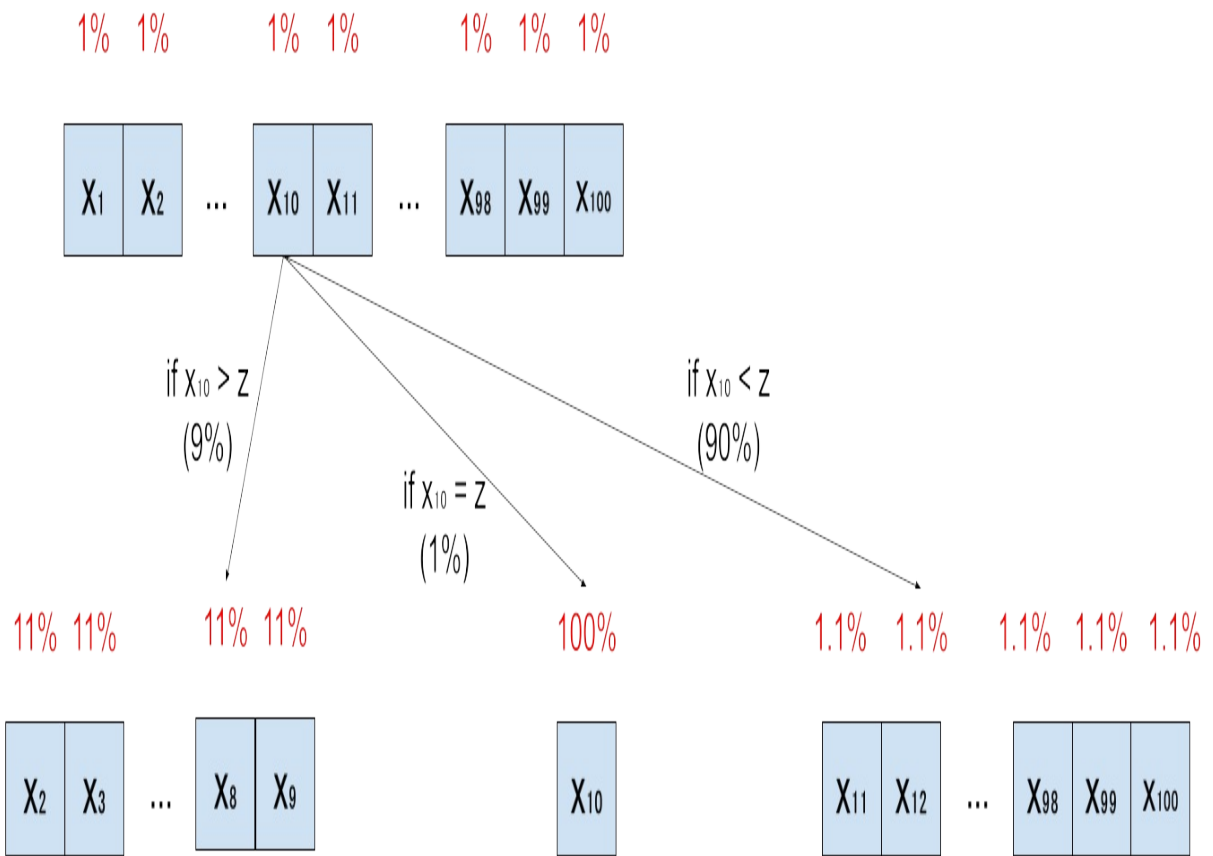 1% 1% 1% 1% 1% 1% 1%
x1 x2 ... x10 x11 ... x98 x99 x100
if x10 > z
(9%)
if x10 = z
(1%)
if x10 < z
(90%)
11% 11% 11% 11% 100% 1.1% 1.1% 1.1% 1.1% 1.1%
x2 x3 ... x8 x9 x10 x11 x12 ... x98 x99 x100